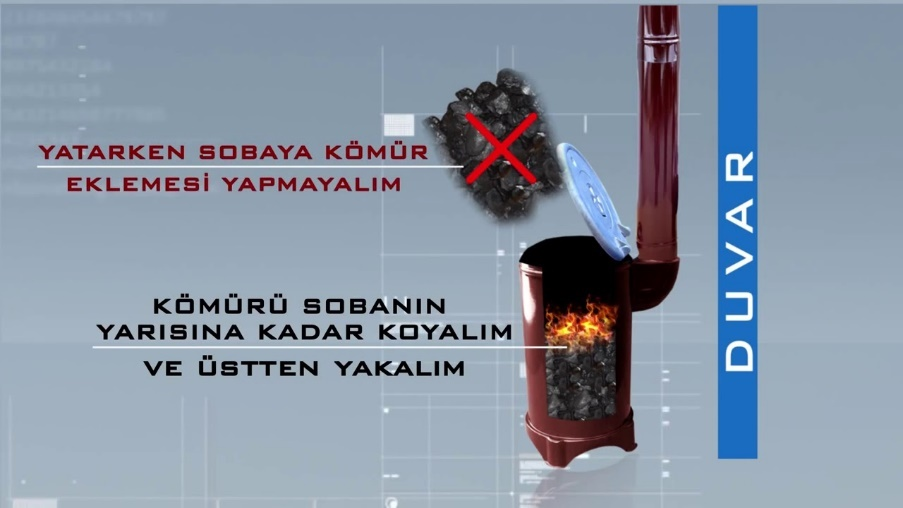 YATARKEN SOBAYA KÖMÜR
EKLEMESİ YAPMAYALIM
KÖMÜRÜ SOBANIN
YARISINA KADAR KOYALIM
VE ÜSTTEN YAKALIM
DUVAR